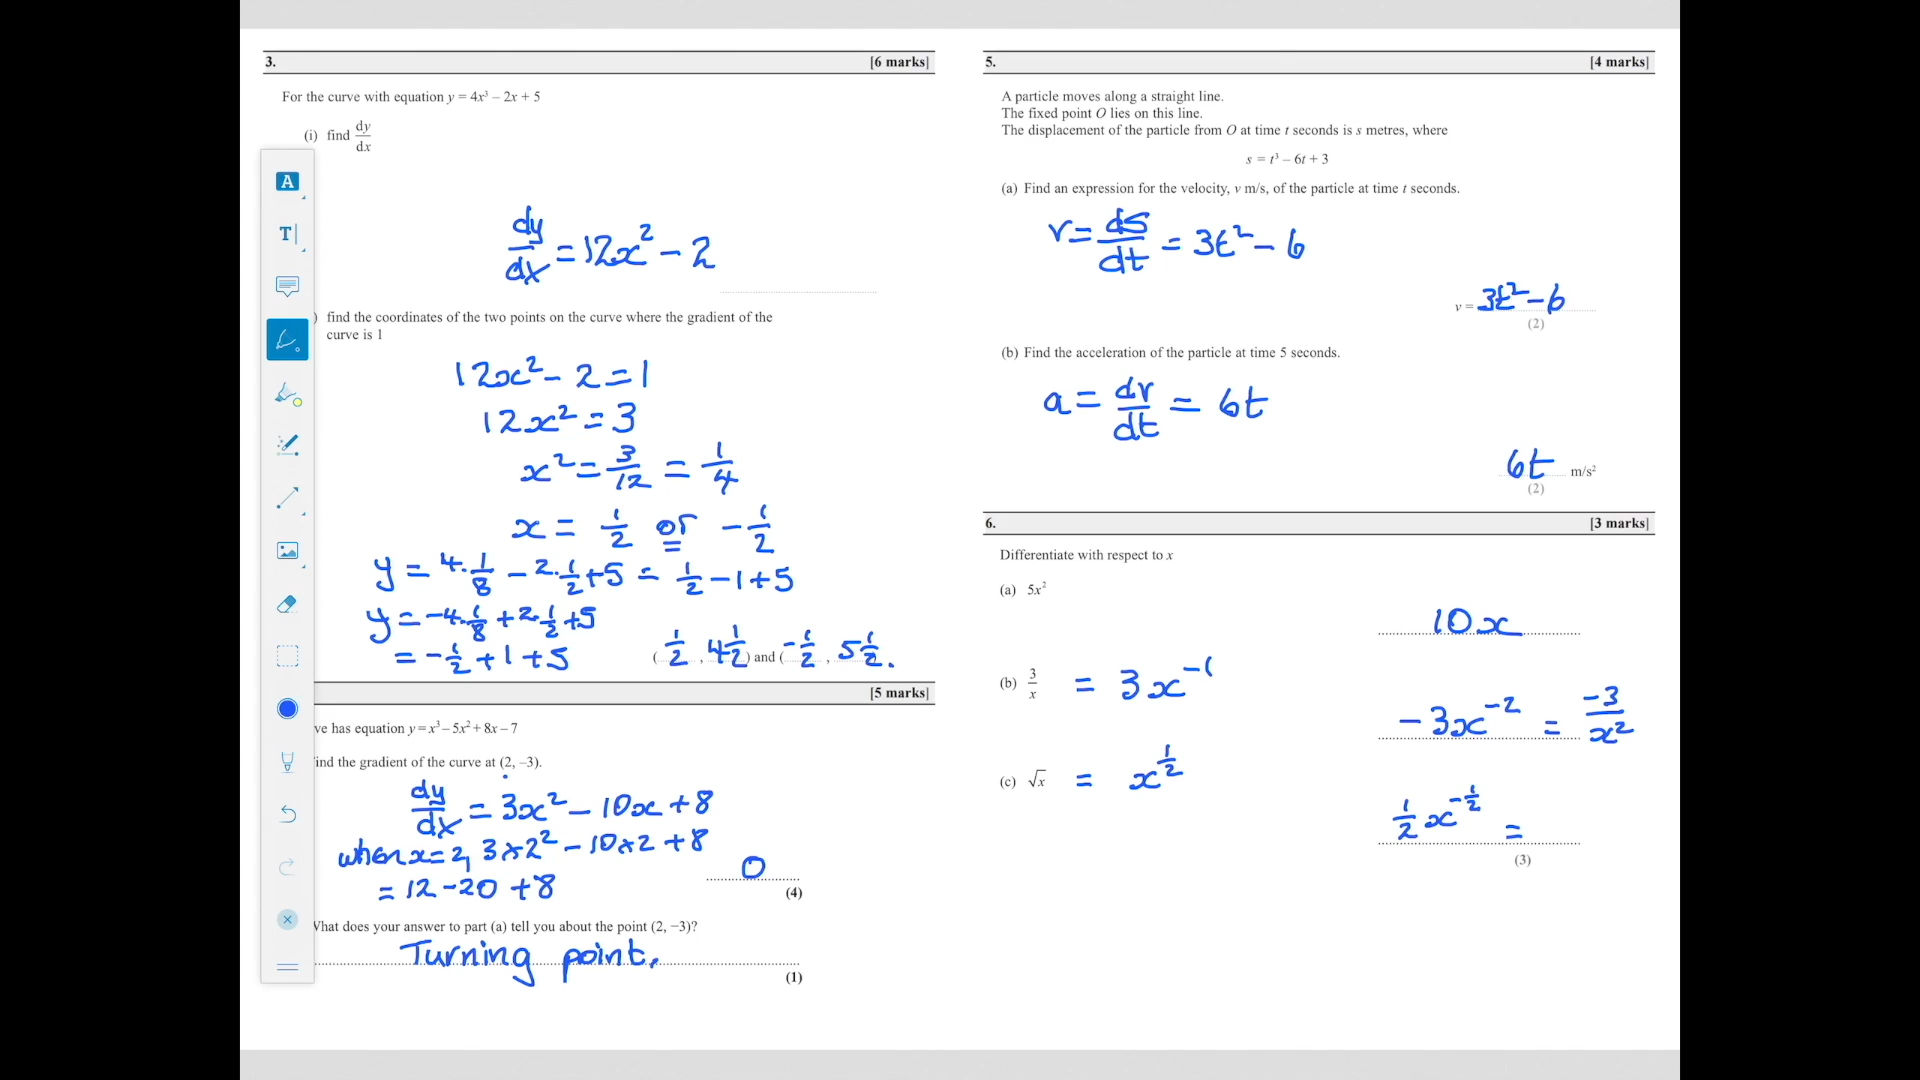 3. [6 marks]
For the curve with equation y = 4x³ – 2x + 5
(i) find dy/dx
dy/dx = 12x² – 2
) find the coordinates of the two points on the curve where the gradient of the
curve is 1
12x² – 2 = 1
12x² = 3
x² = 3/12 = 1/4
x = 1/2 or –1/2
y = 4·1/8 – 2·1/2 + 5 = 1/2 – 1 + 5
y = –4·1/8 + 2·1/2 + 5
= –1/2 + 1 + 5
( 1/2 , 4 1/2 ) and ( –1/2 , 5 1/2 .
[5 marks]
ve has equation y = x³ – 5x² + 8x – 7
ind the gradient of the curve at (2, –3).
dy/dx = 3x² – 10x + 8
when x = 2, 3×2² – 10×2 + 8
= 12 – 20 + 8
0
(4)
What does your answer to part (a) tell you about the point (2, –3)?
Turning point.
(1)
5. [4 marks]
A particle moves along a straight line.
The fixed point O lies on this line.
The displacement of the particle from O at time t seconds is s metres, where
s = t³ – 6t + 3
(a) Find an expression for the velocity, v m/s, of the particle at time t seconds.
v = ds/dt = 3t² – 6
v = 3t² – 6
(2)
(b) Find the acceleration of the particle at time 5 seconds.
a = dv/dt = 6t
6t m/s²
(2)
6. [3 marks]
Differentiate with respect to x
(a) 5x²
10x
(b) 3/x = 3x⁻¹
–3x⁻² = –3/x²
(c) √x = x^1/2
1/2 x^–1/2 =
(3)
A
T|